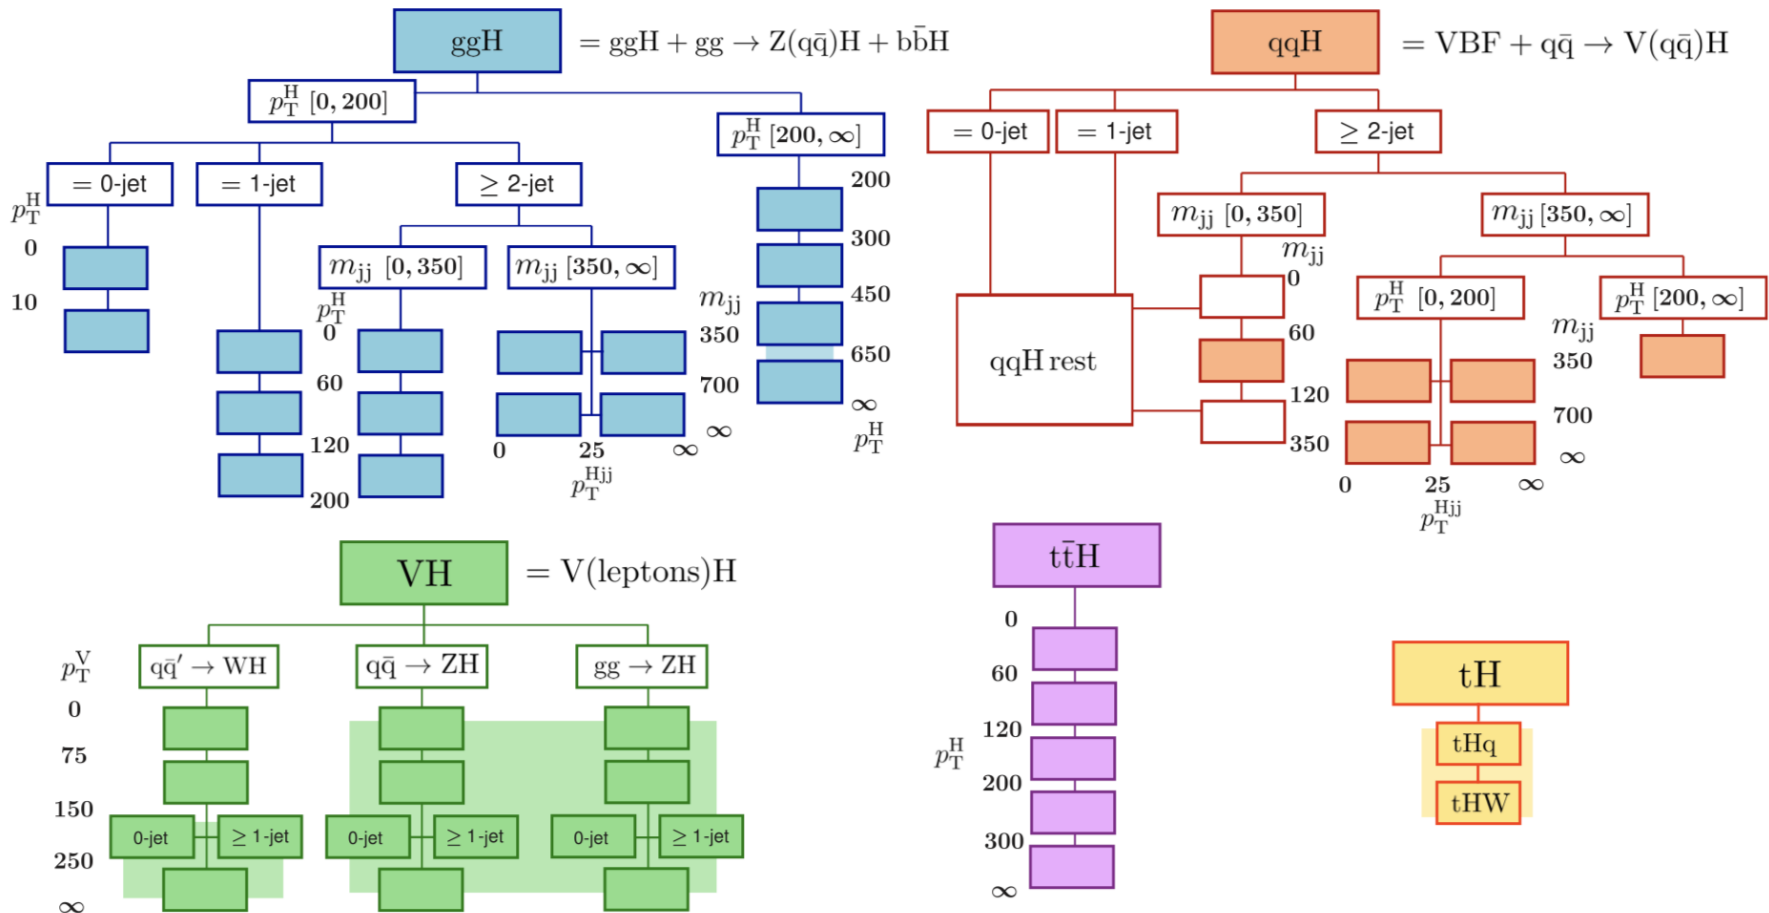 ggH = ggH + gg → Z(qq̄)H + bb̄H
p_T^H [0, 200]
p_T^H [200, ∞]
= 0-jet = 1-jet ≥ 2-jet
p_T^H
0
10
m_jj [0, 350] m_jj [350, ∞]
p_T^H
0
60
120
200
m_jj
350
700
∞
0 25 ∞
p_T^Hjj
200
300
450
650
∞
p_T^H
qqH = VBF + qq̄ → V(qq̄)H
= 0-jet = 1-jet ≥ 2-jet
m_jj [0, 350] m_jj [350, ∞]
m_jj
0
60
120
350
qqH rest
p_T^H [0, 200] p_T^H [200, ∞]
m_jj
350
700
∞
0 25 ∞
p_T^Hjj
VH = V(leptons)H
qq̄′ → WH qq̄ → ZH gg → ZH
p_T^V
0
75
150
0-jet ≥ 1-jet 0-jet ≥ 1-jet 0-jet ≥ 1-jet
250
∞
tt̄H
0
60
120
p_T^H
200
300
∞
tH
tHq
tHW